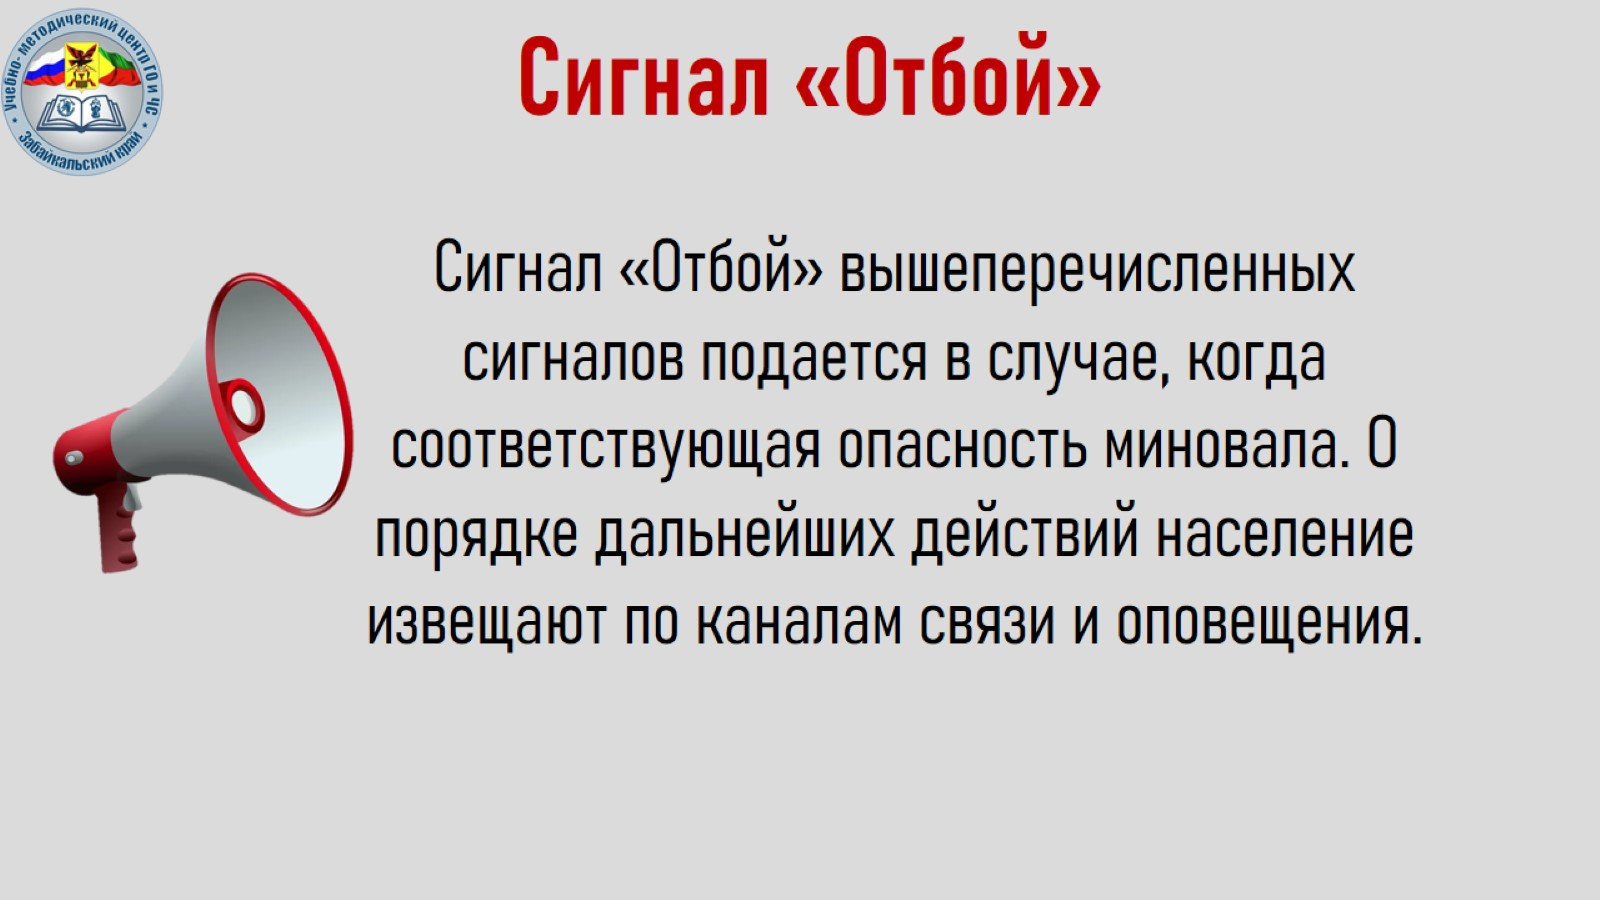 Учебно-методический центр ГО и ЧС
Забайкальский край
Сигнал «Отбой»
Сигнал «Отбой» вышеперечисленных
сигналов подается в случае, когда
соответствующая опасность миновала. О
порядке дальнейших действий население
извещают по каналам связи и оповещения.